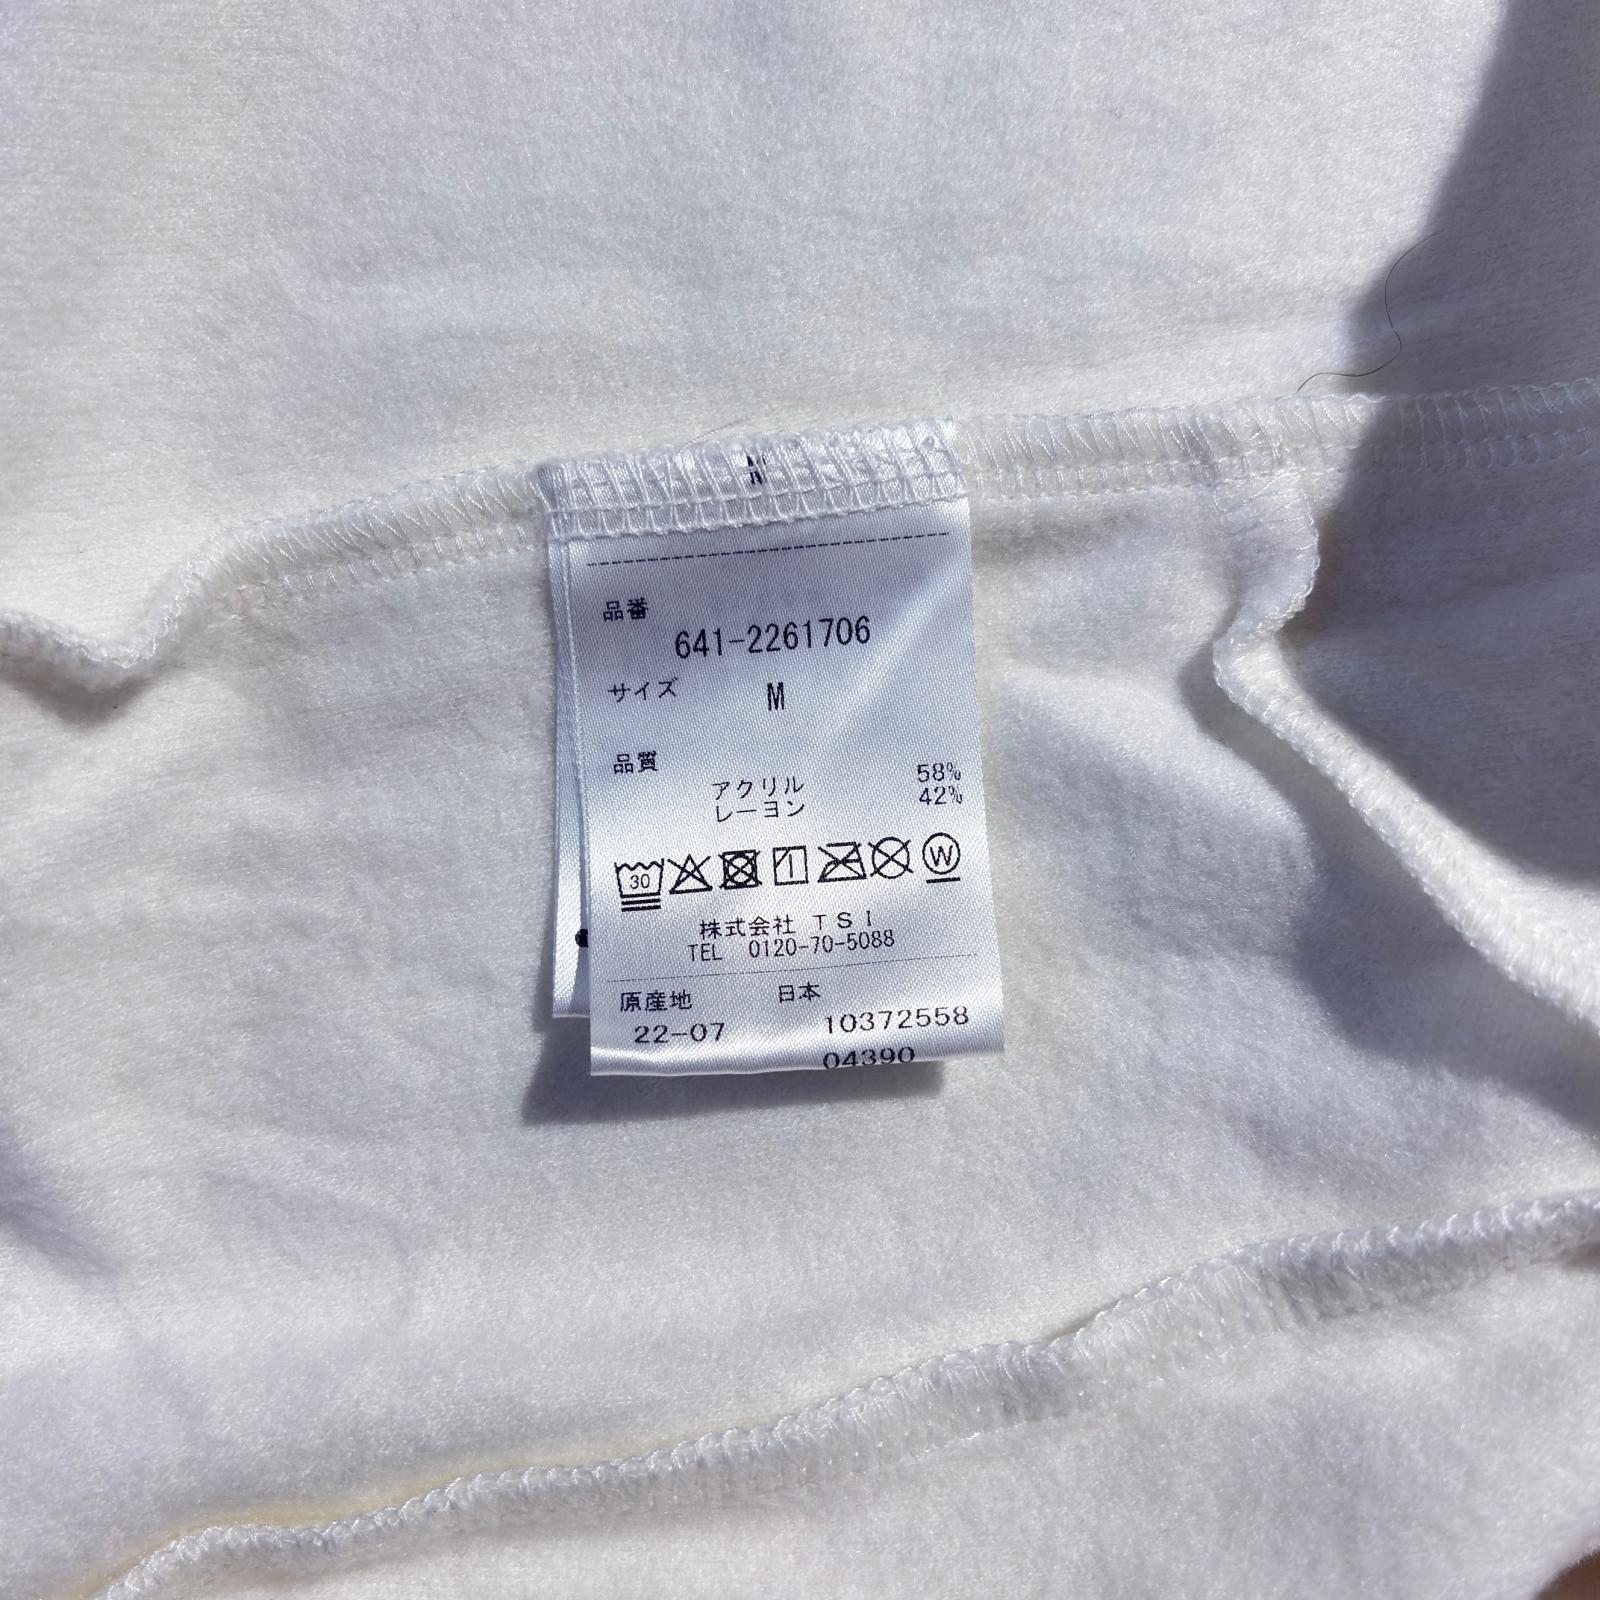 品番
641-2261706
サイズ M
品質
アクリル 58%
レーヨン 42%
30 W
株式会社 TSI
TEL 0120-70-5088
原産地 日本
22-07 10372558
04390